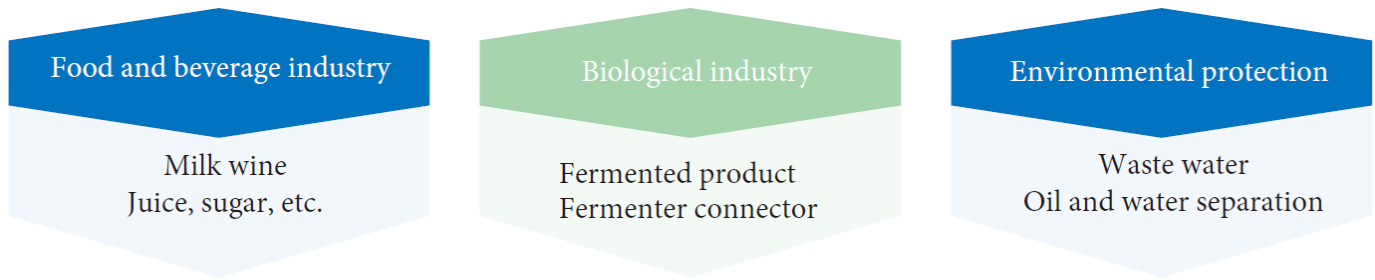 Food and beverage industry
Milk wine
Juice, sugar, etc.
Biological industry
Fermented product
Fermenter connector
Environmental protection
Waste water
Oil and water separation